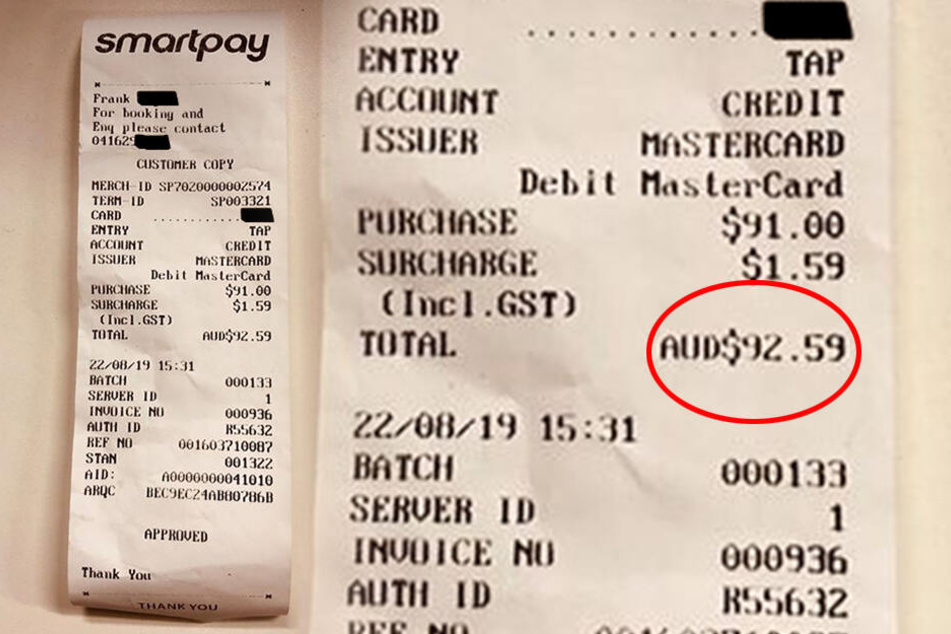 smartpay
Frank
For booking and
Enq please contact
041629
CUSTOMER COPY
MERCH-ID SP7020000002574
TERM-ID SP003321
CARD ............
ENTRY TAP
ACCOUNT CREDIT
ISSUER MASTERCARD
Debit MasterCard
PURCHASE $91.00
SURCHARGE $1.59
(Incl.GST)
TOTAL AUD$92.59
22/08/19 15:31
BATCH 000133
SERVER ID 1
INVOICE NO 000936
AUTH ID R55632
REF NO 001603710087
STAN 001322
AID: A0000000041010
ARQC BEC9EC24AB80786B
APPROVED
Thank You
THANK YOU
CARD ............
ENTRY TAP
ACCOUNT CREDIT
ISSUER MASTERCARD
Debit MasterCard
PURCHASE $91.00
SURCHARGE $1.59
(Incl.GST)
TOTAL AUD$92.59
22/08/19 15:31
BATCH 000133
SERVER ID 1
INVOICE NO 000936
AUTH ID R55632
REF NO